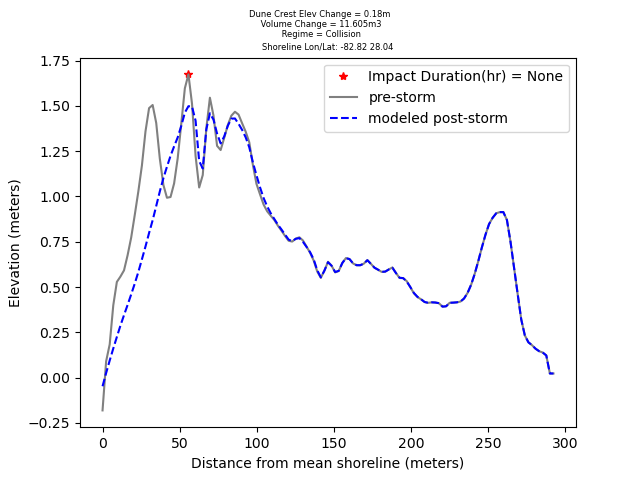 Dune Crest Elev Change = 0.18m
Volume Change = 11.605m3
Regime = Collision
Shoreline Lon/Lat: -82.82 28.04
Impact Duration(hr) = None
pre-storm
modeled post-storm
1.75
1.50
1.25
1.00
0.75
0.50
0.25
0.00
−0.25
Elevation (meters)
0 50 100 150 200 250 300
Distance from mean shoreline (meters)